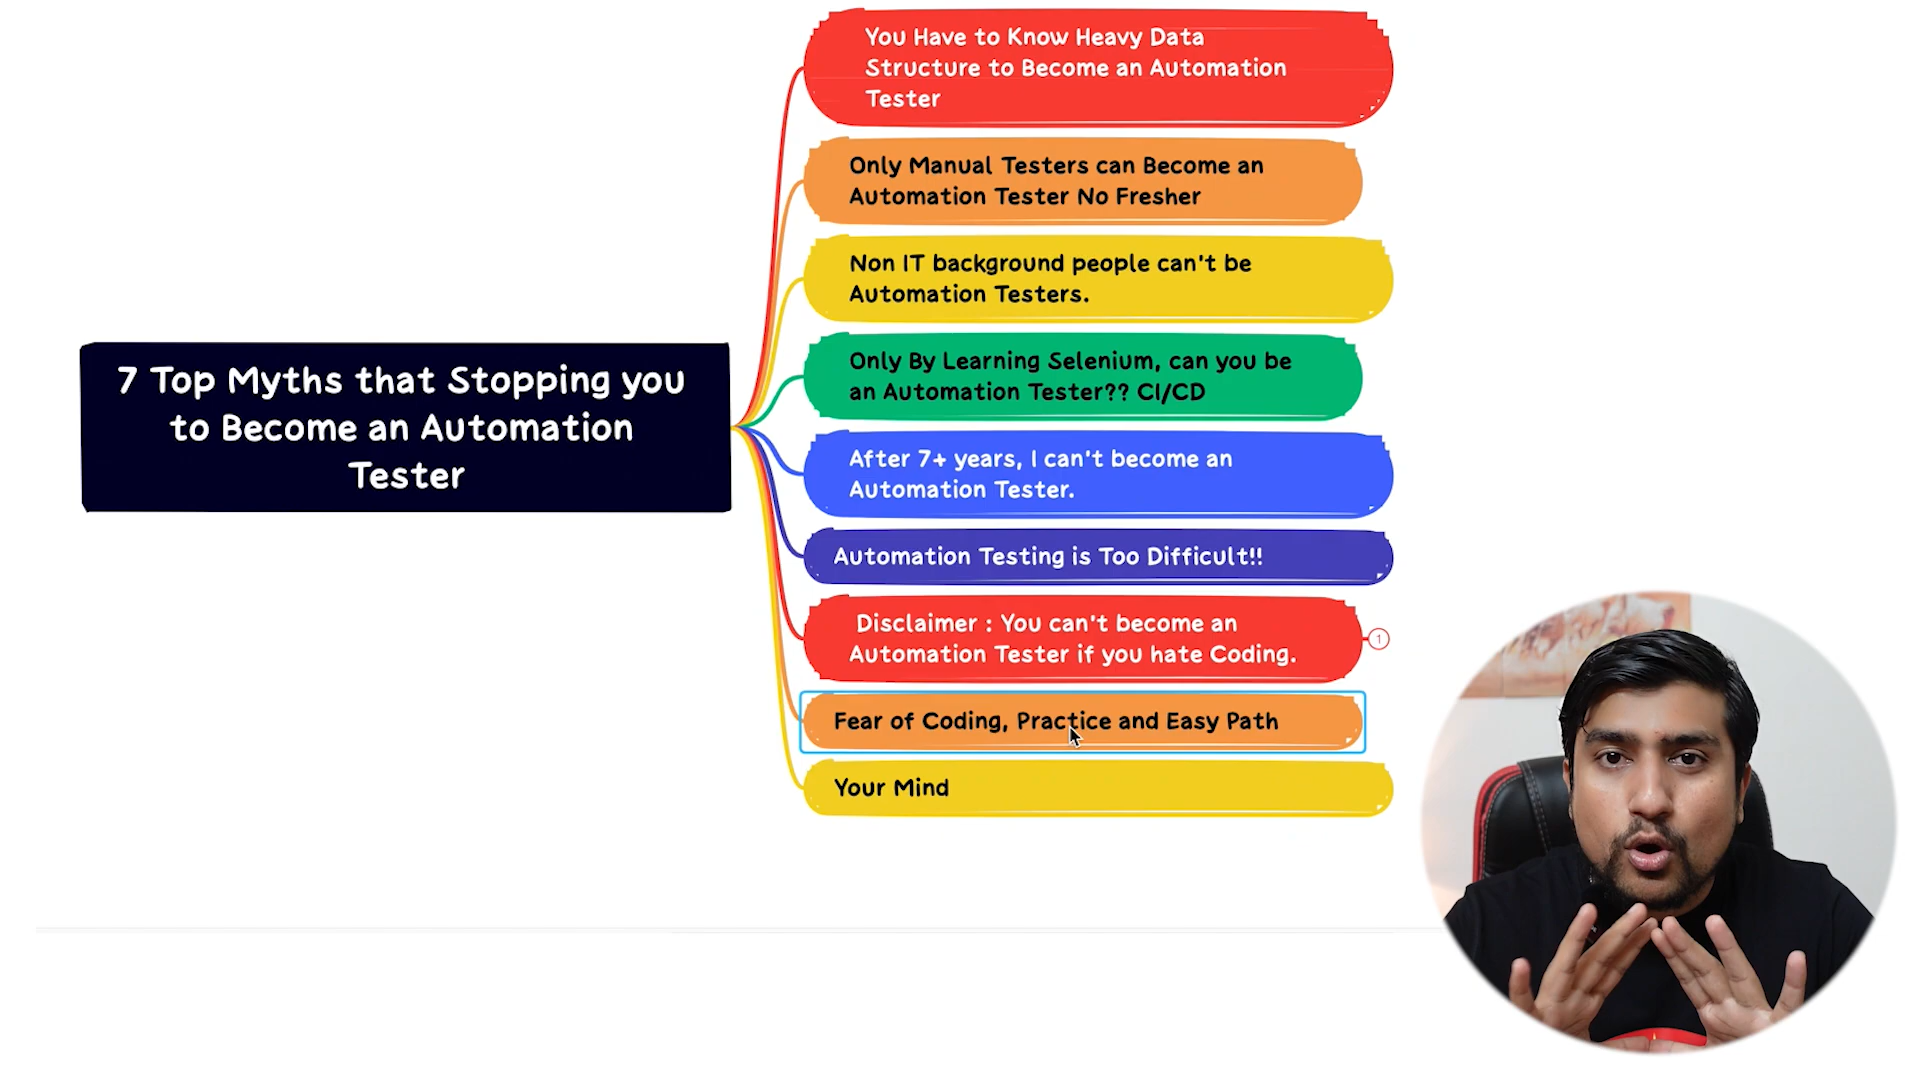 7 Top Myths that Stopping you
to Become an Automation
Tester
You Have to Know Heavy Data
Structure to Become an Automation
Tester
Only Manual Testers can Become an
Automation Tester No Fresher
Non IT background people can't be
Automation Testers.
Only By Learning Selenium, can you be
an Automation Tester?? CI/CD
After 7+ years, I can't become an
Automation Tester.
Automation Testing is Too Difficult!!
Disclaimer : You can't become an
Automation Tester if you hate Coding.
1
Fear of Coding, Practice and Easy Path
Your Mind